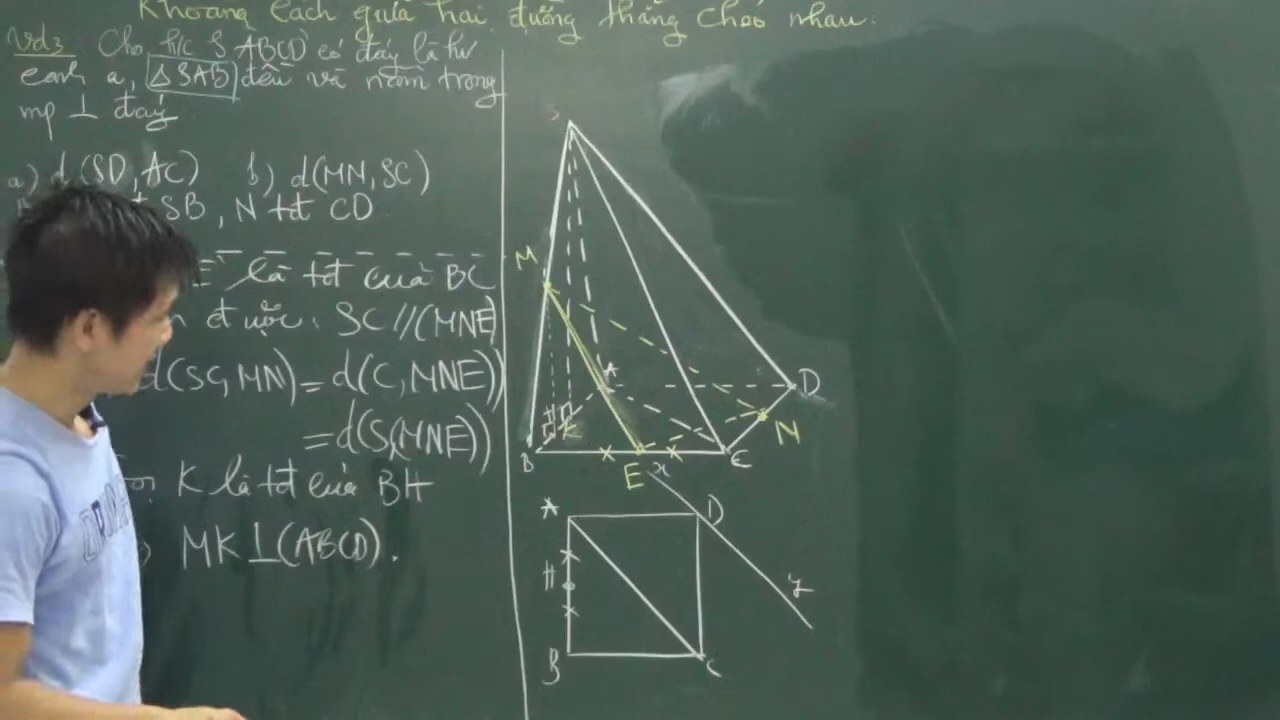 Khoảng cách giữa hai đường thẳng chéo nhau.
Vd3 Cho h/c SABCD có đáy là hv
cạnh a, ΔSAB đều và nằm trong
mp ⊥ đáy
a) d(SD, AC) b) d(MN, SC)
SB, N tđ CD
E là tđ của BC
được: SC // (MNE)
d(SC, MN) = d(C, MNE))
= d(S, (MNE))
K là tđ của BH
MK ⊥ (ABCD).
S
M
A
D
H
K
N
B
E
C
x
A
D
H
y
B
C